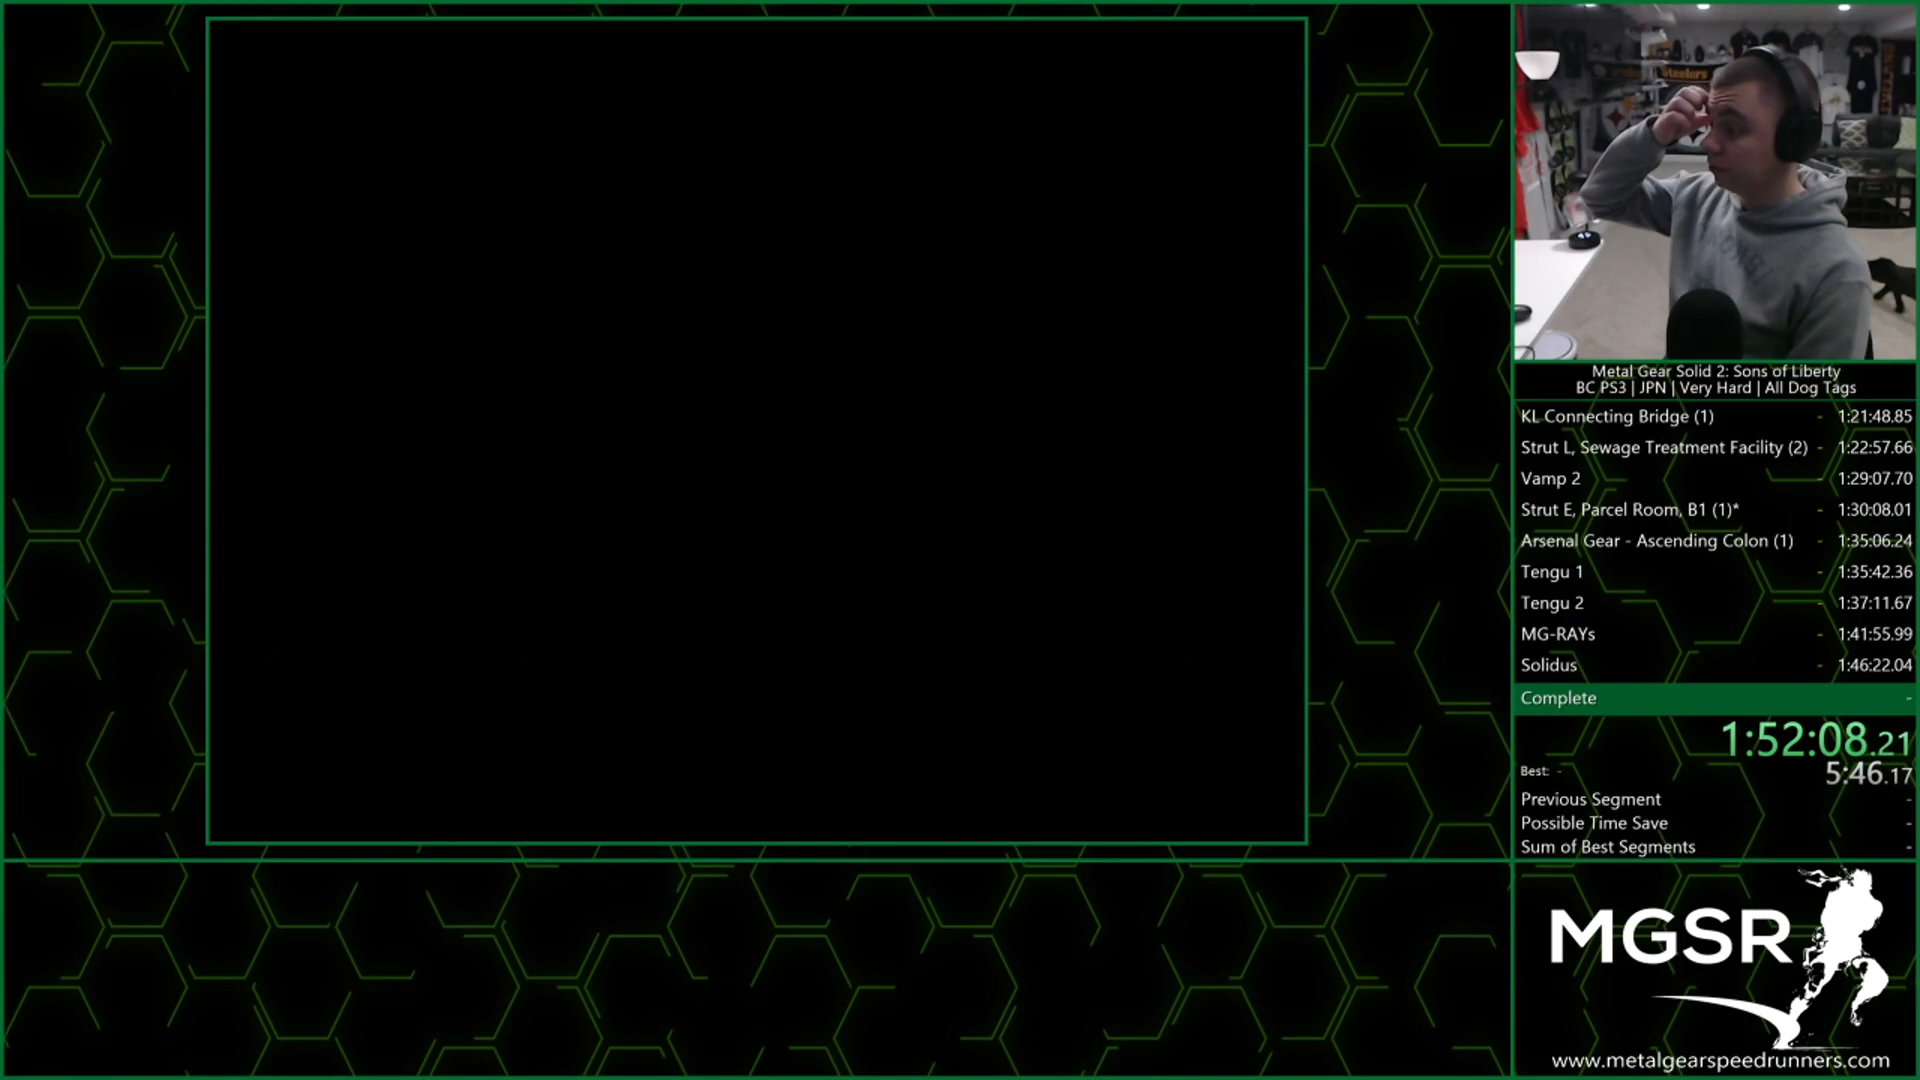 Steelers
Metal Gear Solid 2: Sons of Liberty
BC PS3 | JPN | Very Hard | All Dog Tags
KL Connecting Bridge (1) - 1:21:48.85
Strut L, Sewage Treatment Facility (2) - 1:22:57.66
Vamp 2 - 1:29:07.70
Strut E, Parcel Room, B1 (1)* - 1:30:08.01
Arsenal Gear - Ascending Colon (1) - 1:35:06.24
Tengu 1 - 1:35:42.36
Tengu 2 - 1:37:11.67
MG-RAYs - 1:41:55.99
Solidus - 1:46:22.04
Complete -
1:52:08.21
Best: - 5:46.17
Previous Segment -
Possible Time Save -
Sum of Best Segments -
MGSR
www.metalgearspeedrunners.com